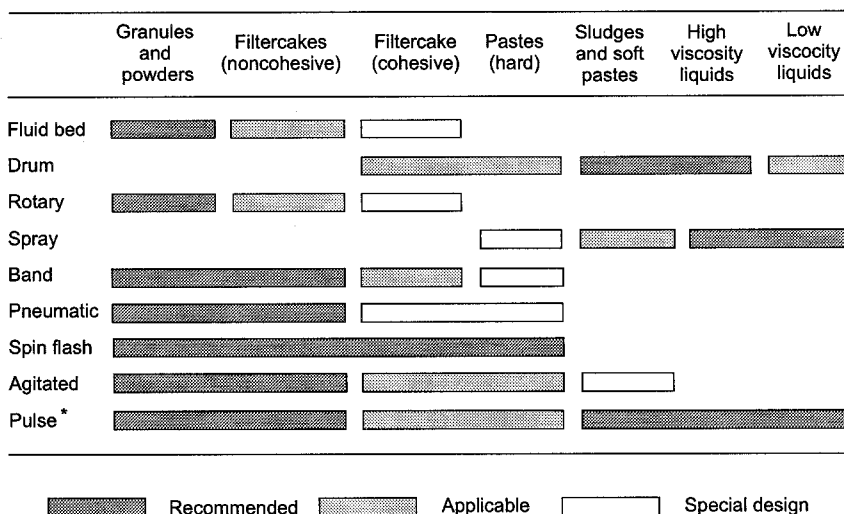 Granules and powders
Filtercakes (noncohesive)
Filtercake (cohesive)
Pastes (hard)
Sludges and soft pastes
High viscosity liquids
Low viscocity liquids
Fluid bed
Drum
Rotary
Spray
Band
Pneumatic
Spin flash
Agitated
Pulse*
Recommended Applicable Special design